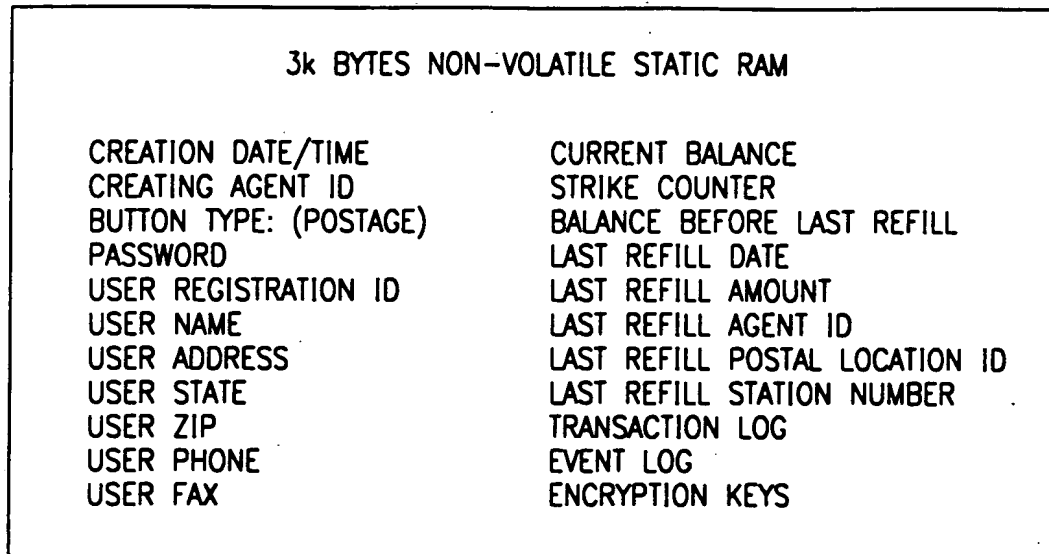 3k BYTES NON-VOLATILE STATIC RAM
CREATION DATE/TIME
CREATING AGENT ID
BUTTON TYPE: (POSTAGE)
PASSWORD
USER REGISTRATION ID
USER NAME
USER ADDRESS
USER STATE
USER ZIP
USER PHONE
USER FAX
CURRENT BALANCE
STRIKE COUNTER
BALANCE BEFORE LAST REFILL
LAST REFILL DATE
LAST REFILL AMOUNT
LAST REFILL AGENT ID
LAST REFILL POSTAL LOCATION ID
LAST REFILL STATION NUMBER
TRANSACTION LOG
EVENT LOG
ENCRYPTION KEYS